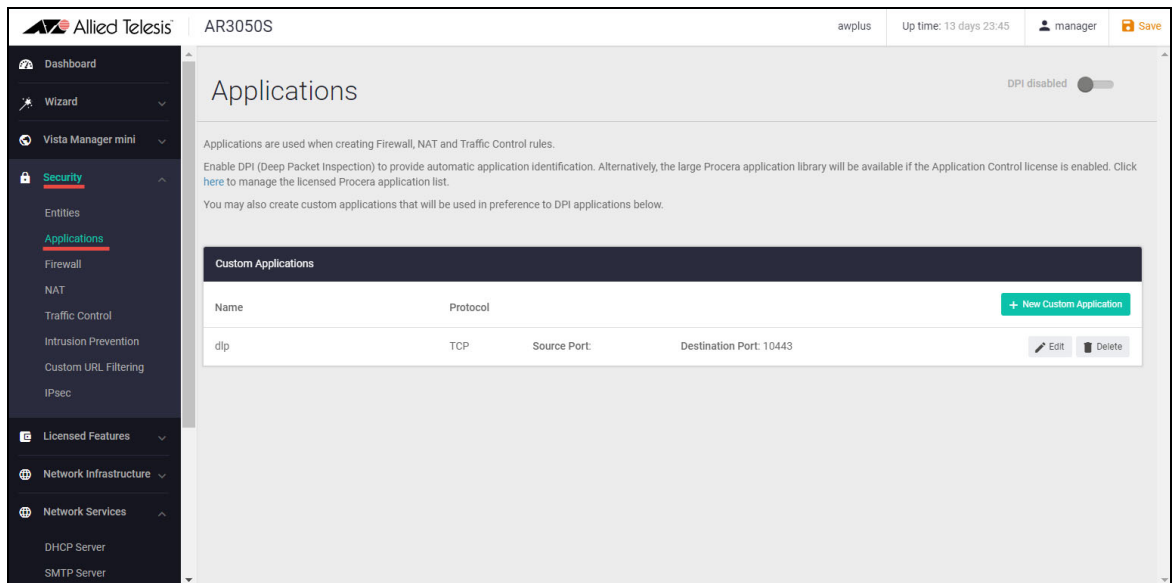 Allied Telesis
AR3050S
awplus
Up time: 13 days 23:45
manager
Save
Dashboard
Wizard
Vista Manager mini
Security
Entities
Applications
Firewall
NAT
Traffic Control
Intrusion Prevention
Custom URL Filtering
IPsec
Licensed Features
Network Infrastructure
Network Services
DHCP Server
SMTP Server
Applications
DPI disabled
Applications are used when creating Firewall, NAT and Traffic Control rules.
Enable DPI (Deep Packet Inspection) to provide automatic application identification. Alternatively, the large Procera application library will be available if the Application Control license is enabled. Click
here to manage the licensed Procera application list.
You may also create custom applications that will be used in preference to DPI applications below.
Custom Applications
Name Protocol + New Custom Application
dlp TCP Source Port: Destination Port: 10443 Edit Delete